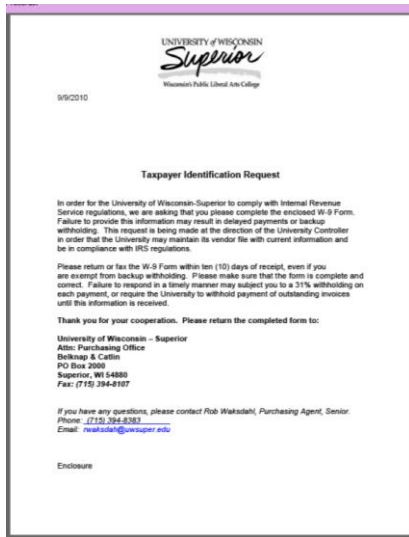 UNIVERSITY of WISCONSIN
Superior
Wisconsin's Public Liberal Arts College
9/9/2010
Taxpayer Identification Request
In order for the University of Wisconsin-Superior to comply with Internal Revenue
Service regulations, we are asking that you please complete the enclosed W-9 Form.
Failure to provide this information may result in delayed payments or backup
withholding. This request is being made at the direction of the University Controller
in order that the University may maintain its vendor file with current information and
be in compliance with IRS regulations.
Please return or fax the W-9 Form within ten (10) days of receipt, even if you
are exempt from backup withholding. Please make sure that the form is complete and
correct. Failure to respond in a timely manner may subject you to a 31% withholding on
each payment, or require the University to withhold payment of outstanding invoices
until this information is received.
Thank you for your cooperation. Please return the completed form to:
University of Wisconsin – Superior
Attn: Purchasing Office
Belknap & Catlin
PO Box 2000
Superior, WI 54880
Fax: (715) 394-8107
If you have any questions, please contact Rob Waksdahl, Purchasing Agent, Senior.
Phone: (715) 394-8383
Email: rwaksdah@uwsuper.edu
Enclosure